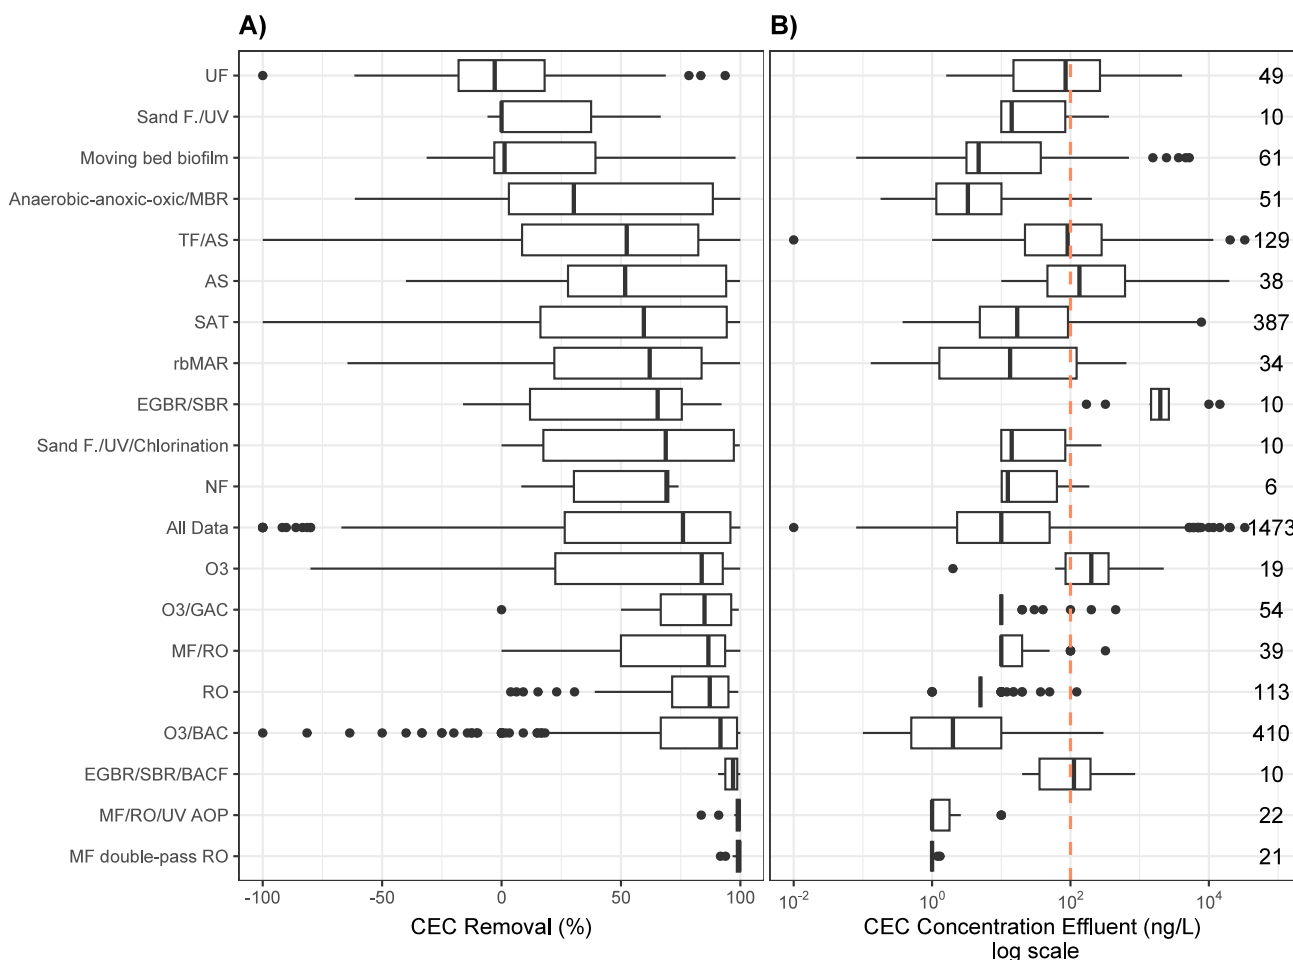 A)
B)
UF
49
Sand F./UV
10
Moving bed biofilm
61
Anaerobic-anoxic-oxic/MBR
51
TF/AS
129
AS
38
SAT
387
rbMAR
34
EGBR/SBR
10
Sand F./UV/Chlorination
10
NF
6
All Data
1473
O3
19
O3/GAC
54
MF/RO
39
RO
113
O3/BAC
410
EGBR/SBR/BACF
10
MF/RO/UV AOP
22
MF double-pass RO
21
-100 -50 0 50 100
10⁻² 10⁰ 10² 10⁴
CEC Removal (%)
CEC Concentration Effluent (ng/L)
log scale